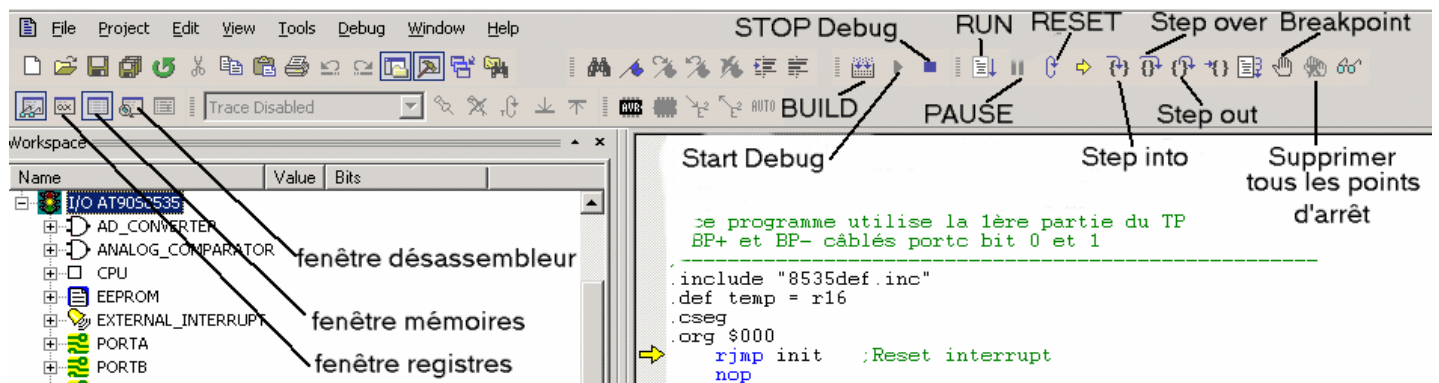 File Project Edit View Tools Debug Window Help
STOP Debug
RUN
RESET
Step over
Breakpoint
Trace Disabled
AVR
AUTO
BUILD
PAUSE
Step out
Start Debug
Step into
Supprimer
tous les points
d'arrêt
Workspace
Name Value Bits
I/O AT90S8535
AD_CONVERTER
ANALOG_COMPARATOR
CPU
EEPROM
EXTERNAL_INTERRUPT
PORTA
PORTB
fenêtre désassembleur
fenêtre mémoires
fenêtre registres
ce programme utilise la 1ère partie du TP
BP+ et BP- câblés portc bit 0 et 1
;-----------------------------------------------------------
.include "8535def.inc"
.def temp = r16
.cseg
.org $000
rjmp init ;Reset interrupt
nop